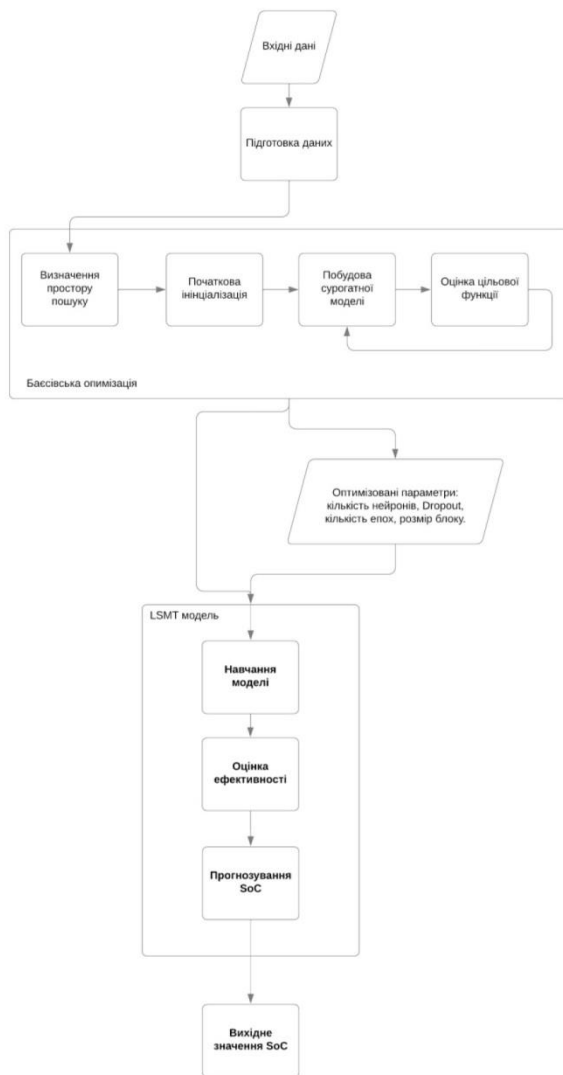 Вхідні дані
Підготовка даних
Визначення
простору
пошуку
Початкова
інінціалізація
Побудова
сурогатної
моделі
Оцінка цільової
функції
Баєсівська опимізація
Оптимізовані параметри:
кількість нейронів, Dropout,
кількість епох, розмір блоку.
LSMT модель
Навчання
моделі
Оцінка
ефективності
Прогнозування
SoC
Вихідне
значення SoC